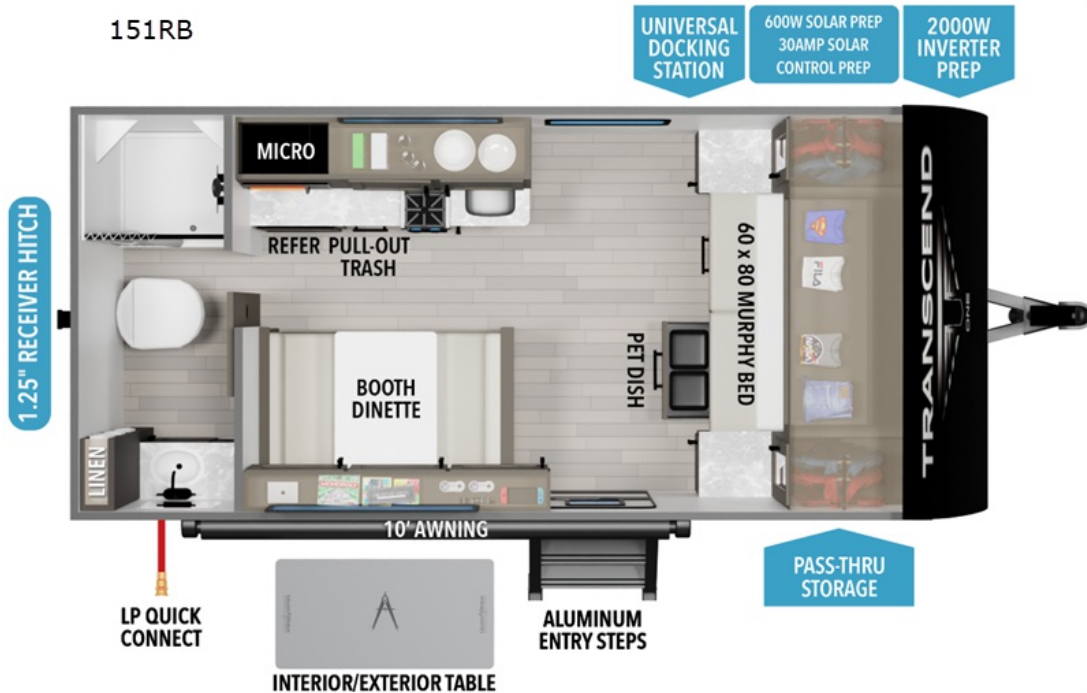 151RB
UNIVERSAL
DOCKING
STATION
600W SOLAR PREP
30AMP SOLAR
CONTROL PREP
2000W
INVERTER
PREP
MICRO
REFER PULL-OUT
TRASH
1.25" RECEIVER HITCH
BOOTH
DINETTE
PET DISH
60 x 80 MURPHY BED
FILA
TRANSCEND
ONE
LINEN
MONOPOLY
10' AWNING
LP QUICK
CONNECT
ALUMINUM
ENTRY STEPS
PASS-THRU
STORAGE
INTERIOR/EXTERIOR TABLE